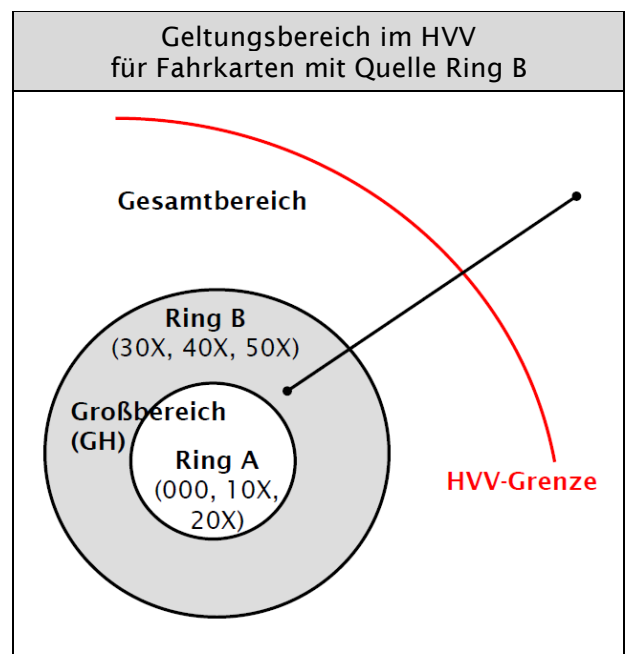 Geltungsbereich im HVV
für Fahrkarten mit Quelle Ring B
Gesamtbereich
Ring B
(30X, 40X, 50X)
Großbereich
(GH)
Ring A
(000, 10X,
20X)
HVV-Grenze